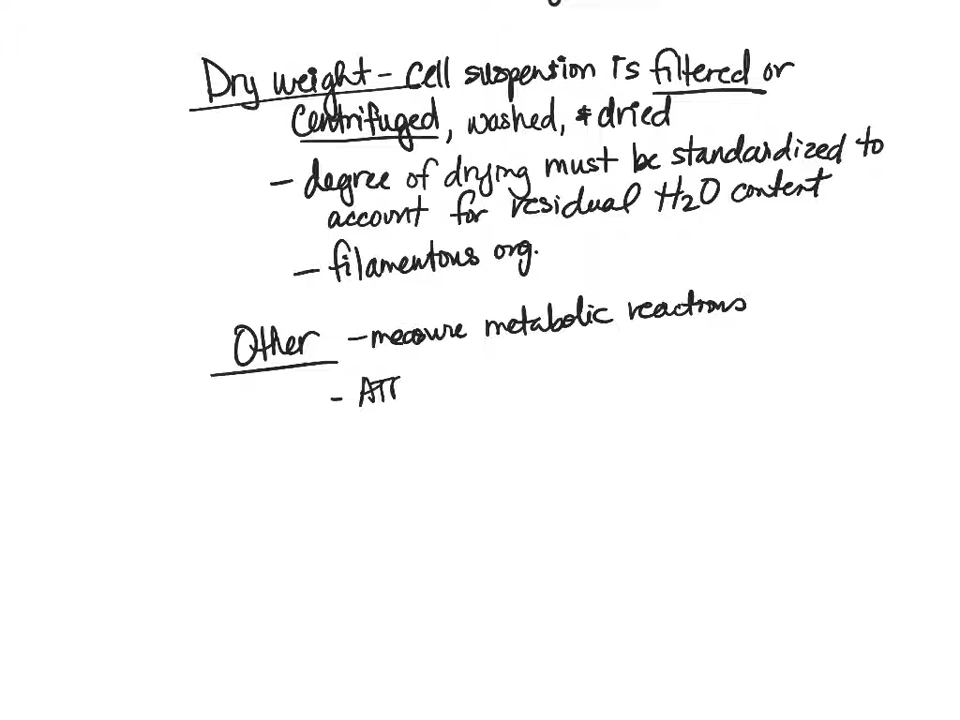 Dry weight - cell suspension is filtered or
centrifuged, washed, & dried
- degree of drying must be standardized to
account for residual H2O content
- filamentous org.
Other - measure metabolic reactions
- ATP